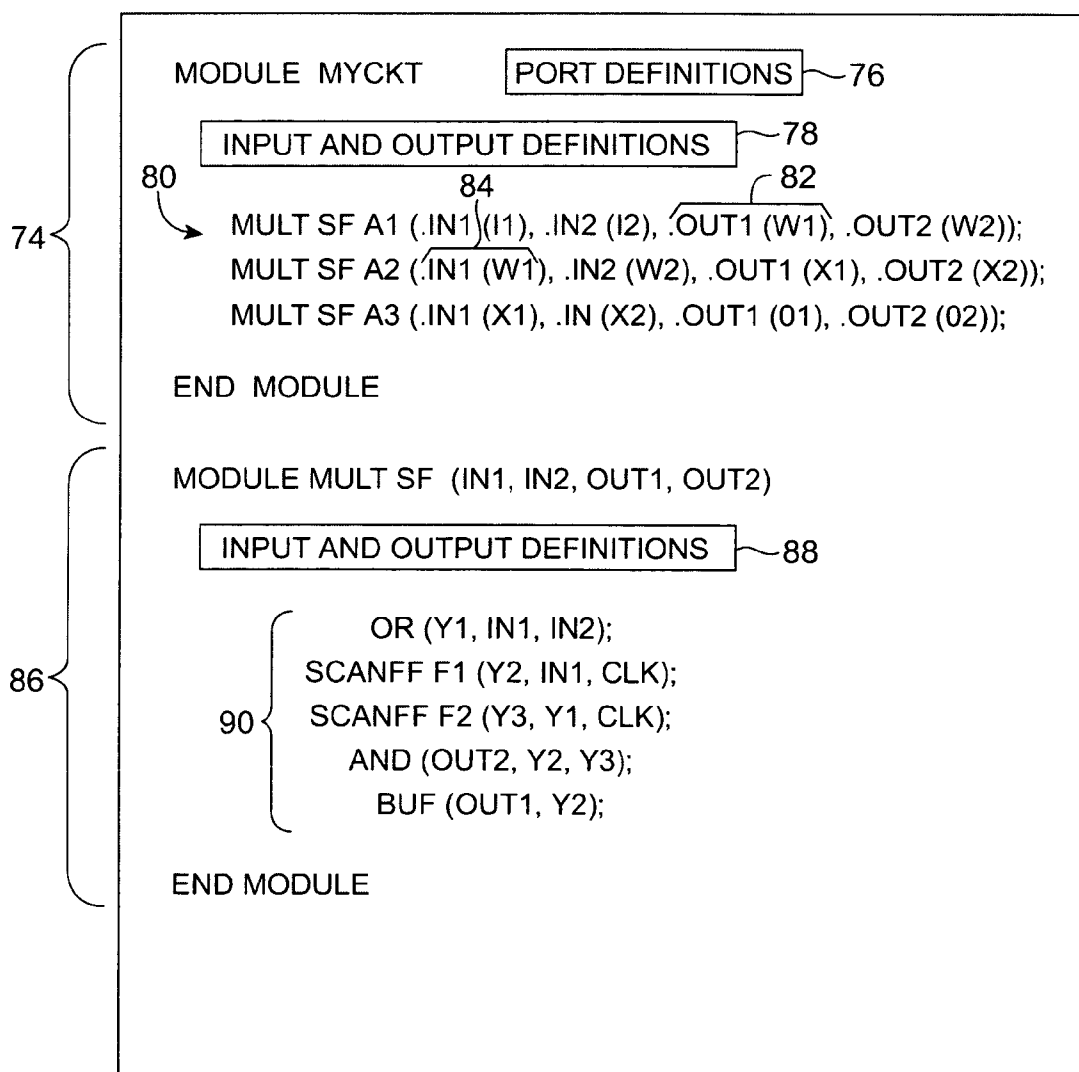 MODULE MYCKT PORT DEFINITIONS 76
INPUT AND OUTPUT DEFINITIONS 78
80 84 82
74
MULT SF A1 (.IN1 (I1), .IN2 (I2), .OUT1 (W1), .OUT2 (W2));
MULT SF A2 (.IN1 (W1), .IN2 (W2), .OUT1 (X1), .OUT2 (X2));
MULT SF A3 (.IN1 (X1), .IN (X2), .OUT1 (01), .OUT2 (02));
END MODULE
MODULE MULT SF (IN1, IN2, OUT1, OUT2)
INPUT AND OUTPUT DEFINITIONS 88
86
90
OR (Y1, IN1, IN2);
SCANFF F1 (Y2, IN1, CLK);
SCANFF F2 (Y3, Y1, CLK);
AND (OUT2, Y2, Y3);
BUF (OUT1, Y2);
END MODULE